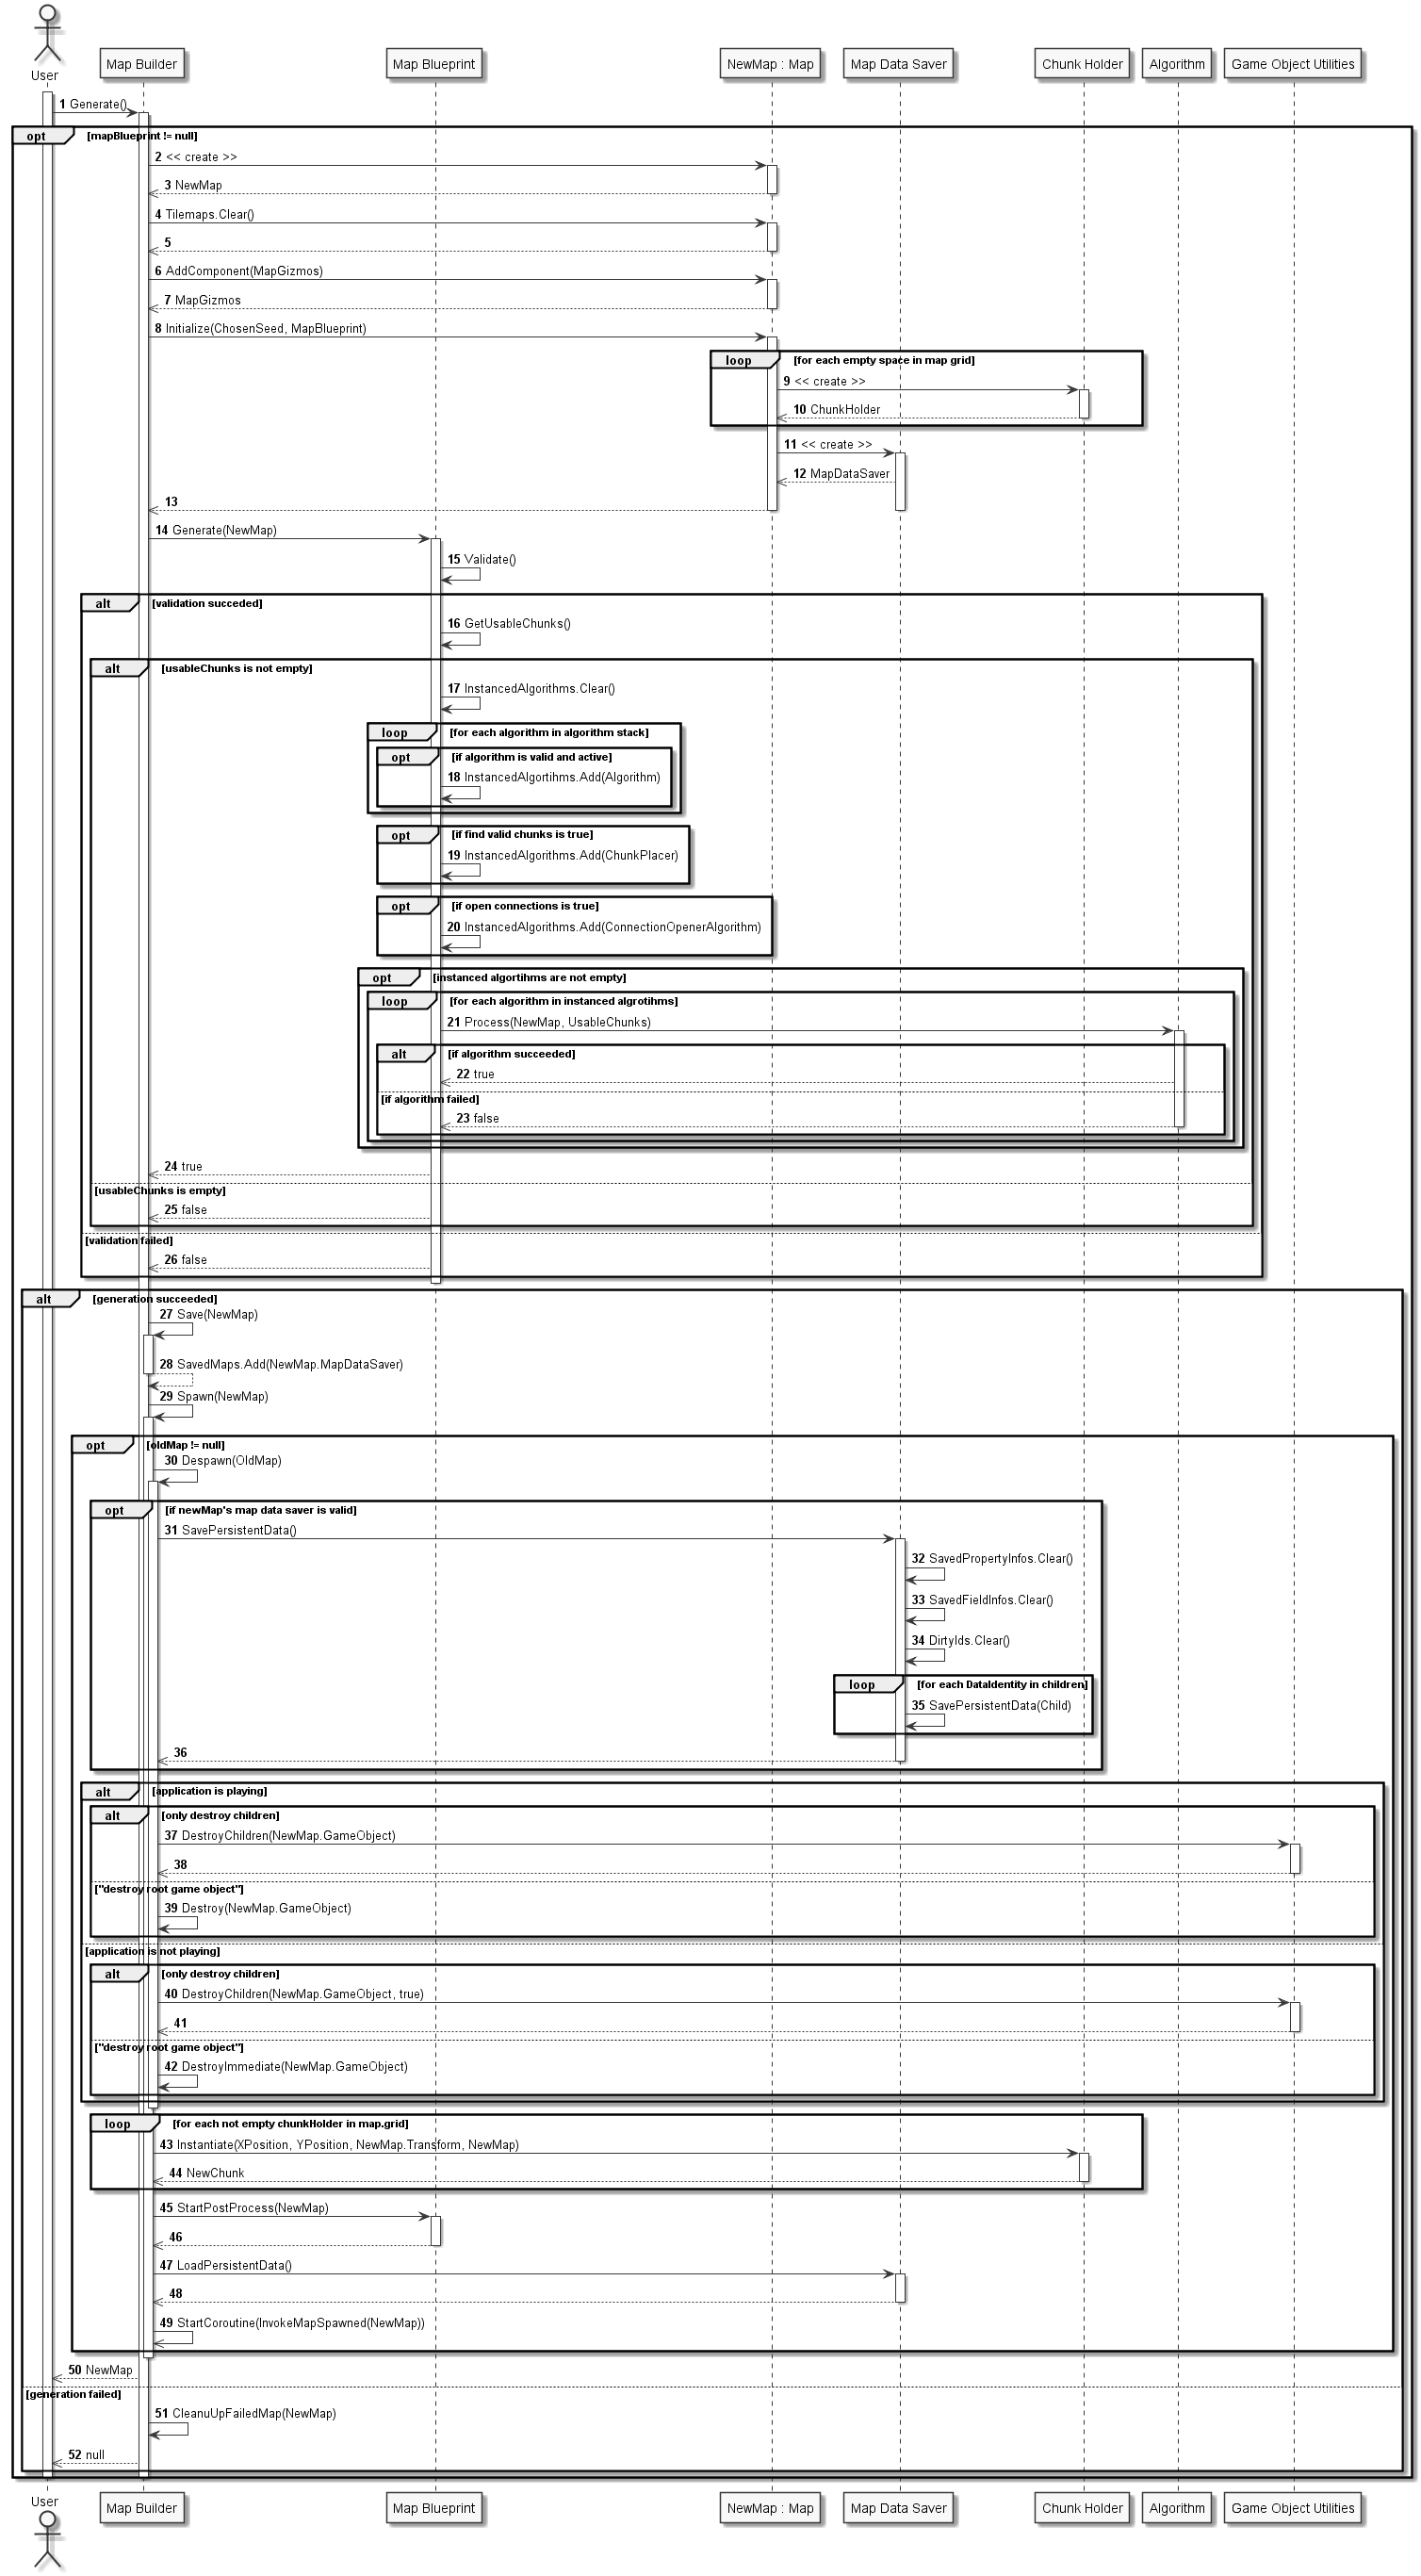 User
Map Builder
Map Blueprint
NewMap : Map
Map Data Saver
Chunk Holder
Algorithm
Game Object Utilities
1 Generate()
opt [mapBlueprint != null]
2 << create >>
3 NewMap
4 Tilemaps.Clear()
5
6 AddComponent(MapGizmos)
7 MapGizmos
8 Initialize(ChosenSeed, MapBlueprint)
loop [for each empty space in map grid]
9 << create >>
10 ChunkHolder
11 << create >>
12 MapDataSaver
13
14 Generate(NewMap)
15 Validate()
alt [validation succeded]
16 GetUsableChunks()
alt [usableChunks is not empty]
17 InstancedAlgorithms.Clear()
loop [for each algorithm in algorithm stack]
opt [if algorithm is valid and active]
18 InstancedAlgortihms.Add(Algorithm)
opt [if find valid chunks is true]
19 InstancedAlgorithms.Add(ChunkPlacer)
opt [if open connections is true]
20 InstancedAlgorithms.Add(ConnectionOpenerAlgorithm)
opt [instanced algortihms are not empty]
loop [for each algorithm in instanced algrotihms]
21 Process(NewMap, UsableChunks)
alt [if algorithm succeeded]
22 true
[if algorithm failed]
23 false
24 true
[usableChunks is empty]
25 false
[validation failed]
26 false
alt [generation succeeded]
27 Save(NewMap)
28 SavedMaps.Add(NewMap.MapDataSaver)
29 Spawn(NewMap)
opt [oldMap != null]
30 Despawn(OldMap)
opt [if newMap's map data saver is valid]
31 SavePersistentData()
32 SavedPropertyInfos.Clear()
33 SavedFieldInfos.Clear()
34 DirtyIds.Clear()
loop [for each DataIdentity in children]
35 SavePersistentData(Child)
36
alt [application is playing]
alt [only destroy children]
37 DestroyChildren(NewMap.GameObject)
38
["destroy root game object"]
39 Destroy(NewMap.GameObject)
[application is not playing]
alt [only destroy children]
40 DestroyChildren(NewMap.GameObject, true)
41
["destroy root game object"]
42 DestroyImmediate(NewMap.GameObject)
loop [for each not empty chunkHolder in map.grid]
43 Instantiate(XPosition, YPosition, NewMap.Transform, NewMap)
44 NewChunk
45 StartPostProcess(NewMap)
46
47 LoadPersistentData()
48
49 StartCoroutine(InvokeMapSpawned(NewMap))
50 NewMap
[generation failed]
51 CleanuUpFailedMap(NewMap)
52 null
User
Map Builder
Map Blueprint
NewMap : Map
Map Data Saver
Chunk Holder
Algorithm
Game Object Utilities